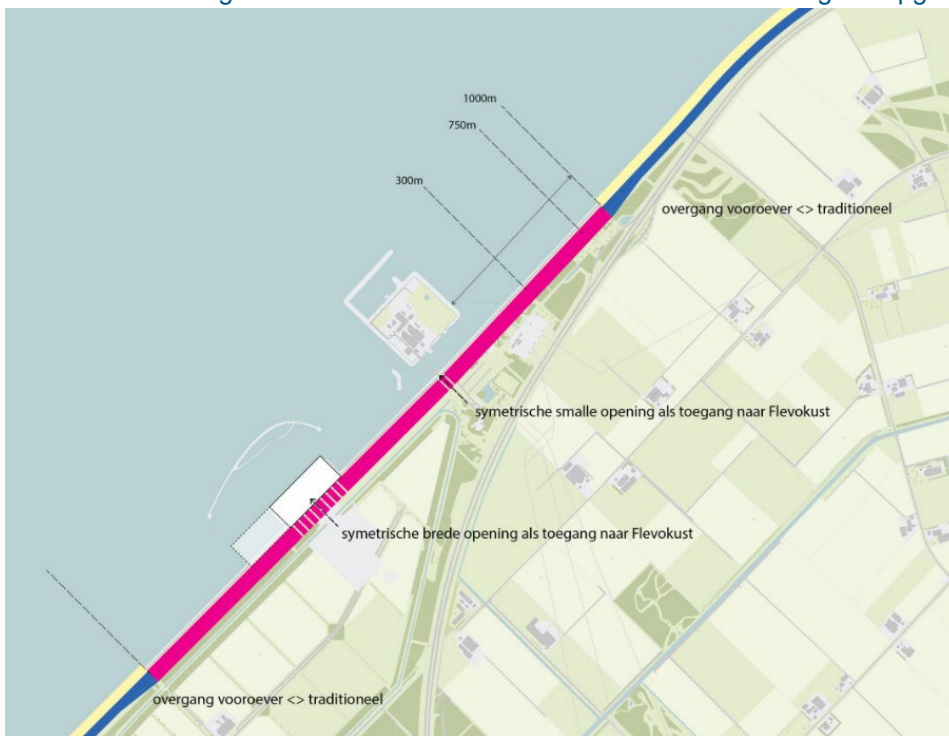 1000m
750m
300m
overgang vooroever <> traditioneel
symetrische smalle opening als toegang naar Flevokust
symetrische brede opening als toegang naar Flevokust
overgang vooroever <> traditioneel